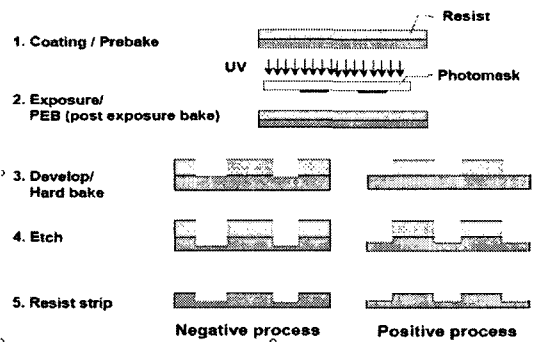 Resist
1. Coating / Prebake
UV
Photomask
2. Exposure/
PEB (post exposure bake)
3. Develop/
Hard bake
4. Etch
5. Resist strip
Negative process
Positive process